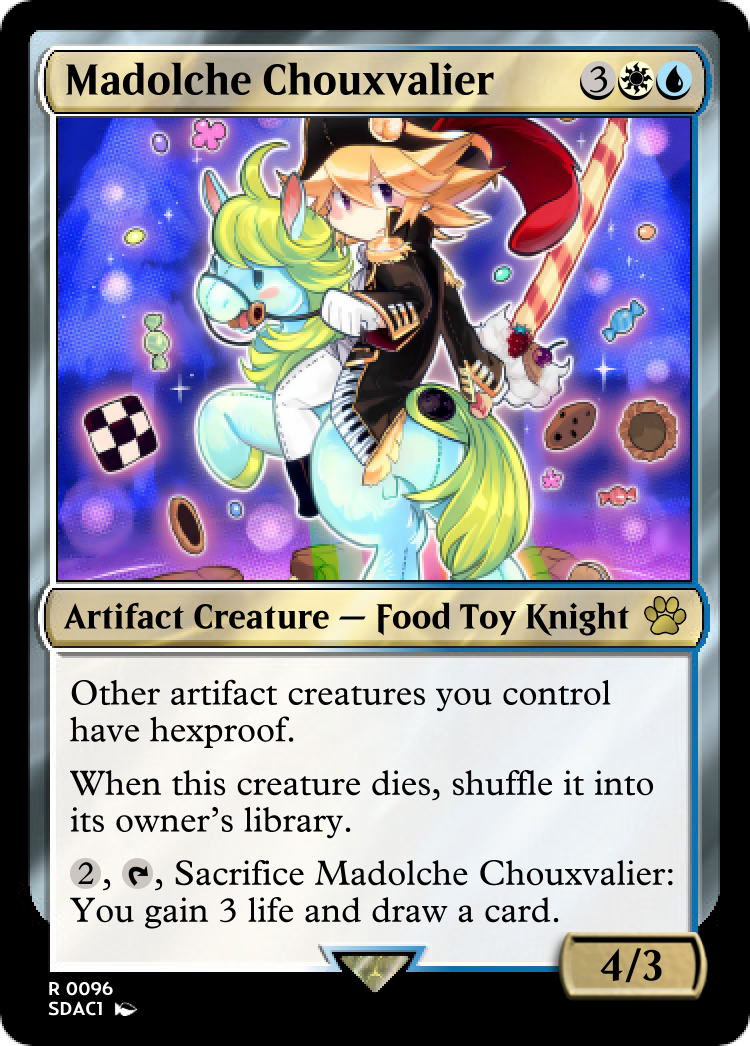 Madolche Chouxvalier 3
Artifact Creature — Food Toy Knight
Other artifact creatures you control
have hexproof.
When this creature dies, shuffle it into
its owner's library.
2, , Sacrifice Madolche Chouxvalier:
You gain 3 life and draw a card.
4/3
R 0096
SDAC1